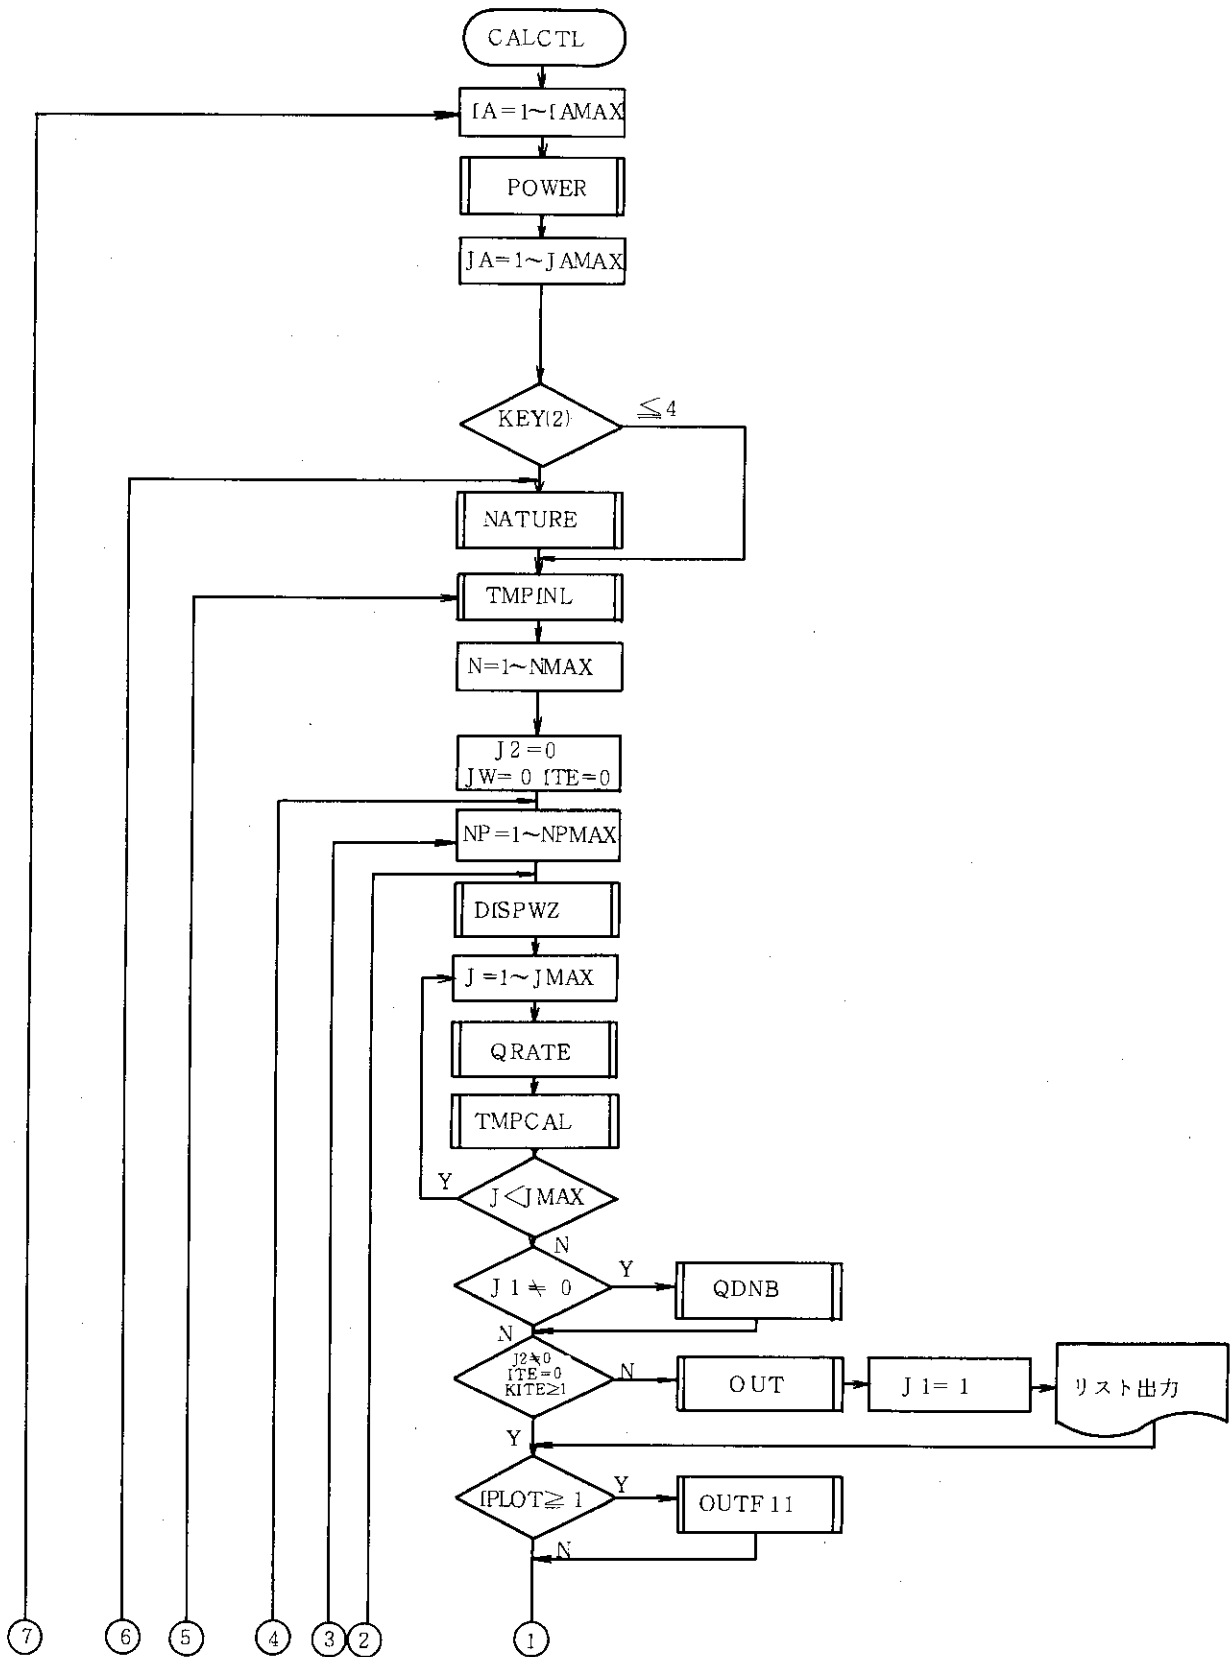 CALCTL
IA=1~IAMAX
POWER
JA=1~JAMAX
KEY(2)
≦4
NATURE
TMPINL
N=1~NMAX
J2=0
JW=0 ITE=0
NP=1~NPMAX
DISPWZ
J=1~JMAX
QRATE
TMPCAL
Y
J<JMAX
N
J1≠0
Y
QDNB
N
J2≠0
ITE=0
KITE≥1
N
OUT
J1=1
リスト出力
Y
IPLOT≧1
Y
OUTF11
N
⑦
⑥
⑤
④
③
②
①